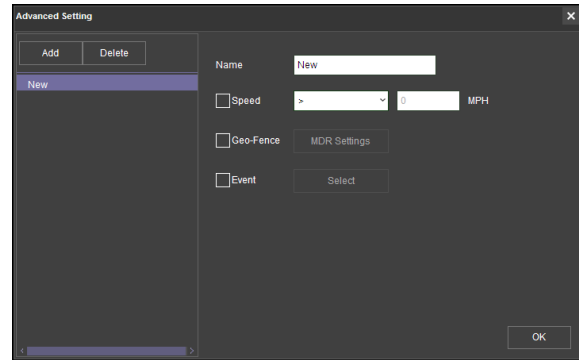 Advanced Setting
Add Delete
New
Name New
Speed > 0 MPH
Geo-Fence MDR Settings
Event Select
OK